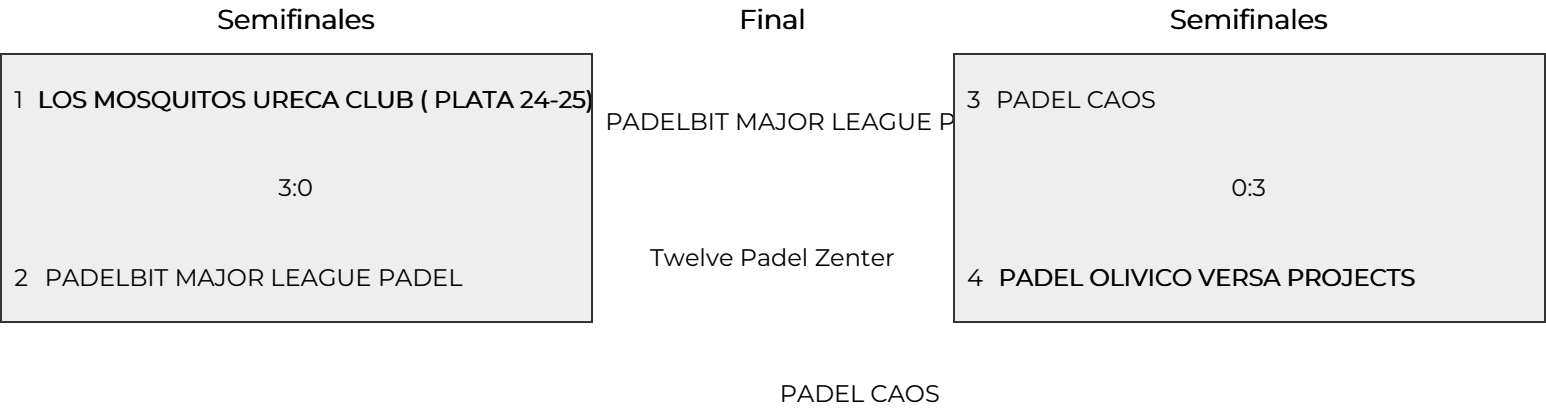 Semifinales
Final
Semifinales
1 LOS MOSQUITOS URECA CLUB ( PLATA 24-25)
3:0
2 PADELBIT MAJOR LEAGUE PADEL
PADELBIT MAJOR LEAGUE P
Twelve Padel Zenter
PADEL CAOS
3 PADEL CAOS
0:3
4 PADEL OLIVICO VERSA PROJECTS